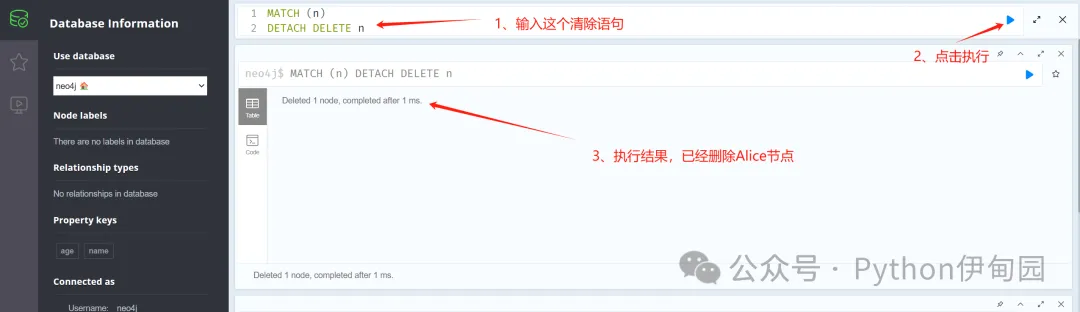 Database Information
Use database
neo4j
Node labels
There are no labels in database
Relationship types
No relationships in database
Property keys
age name
Connected as
Username: neo4j
1 MATCH (n)
2 DETACH DELETE n
1、输入这个清除语句
2、点击执行
neo4j$ MATCH (n) DETACH DELETE n
Table
Code
Deleted 1 node, completed after 1 ms.
3、执行结果，已经删除Alice节点
Deleted 1 node, completed after 1 ms.
公众号 · Python伊甸园